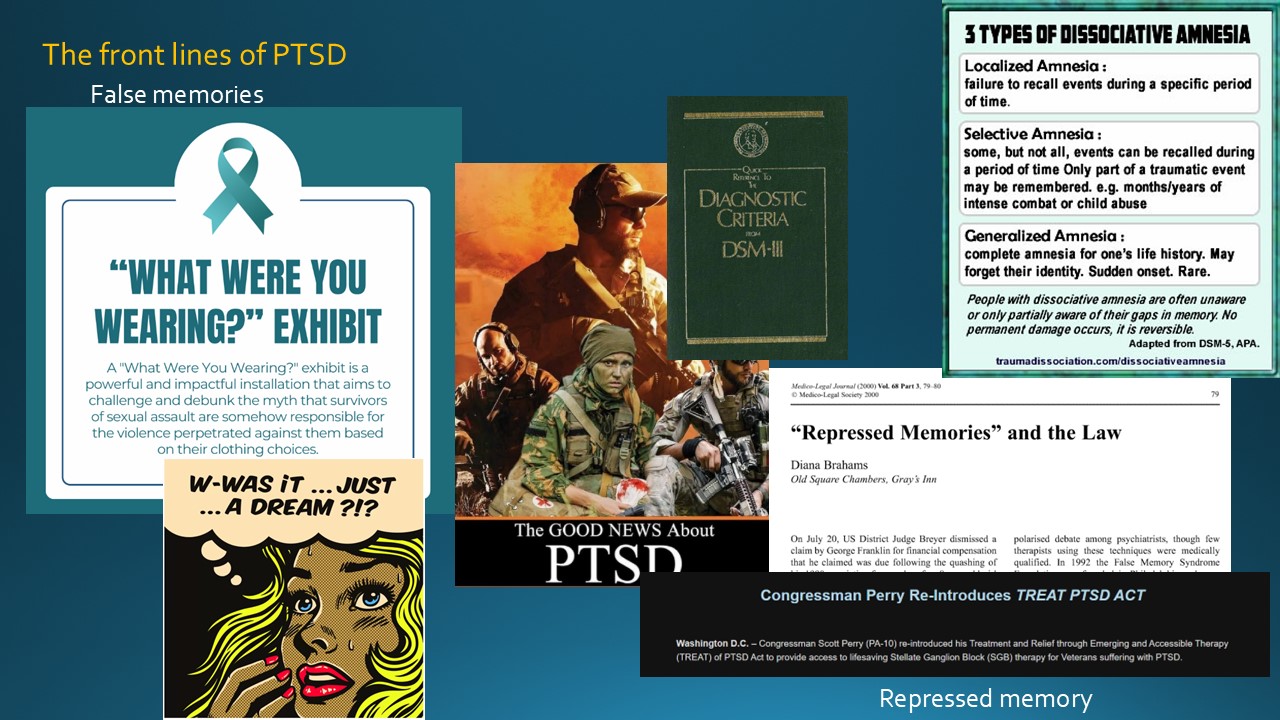 The front lines of PTSD
False memories
“WHAT WERE YOU
WEARING?” EXHIBIT
A "What Were You Wearing?" exhibit is a
powerful and impactful installation that aims to
challenge and debunk the myth that survivors
of sexual assault are somehow responsible for
the violence perpetrated against them based
on their clothing choices.
W-WAS iT ... JUST
... A DREAM ?!?
The GOOD NEWS About
PTSD
QUICK
REFERENCE TO
THE
DIAGNOSTIC
CRITERIA
FROM
DSM-III
3 TYPES OF DISSOCIATIVE AMNESIA
Localized Amnesia :
failure to recall events during a specific period
of time.
Selective Amnesia :
some, but not all, events can be recalled during
a period of time Only part of a traumatic event
may be remembered. e.g. months/years of
intense combat or child abuse
Generalized Amnesia :
complete amnesia for one's life history. May
forget their identity. Sudden onset. Rare.
People with dissociative amnesia are often unaware
or only partially aware of their gaps in memory. No
permanent damage occurs, it is reversible.
Adapted from DSM-5, APA.
traumadissociation.com/dissociativeamnesia
Medico-Legal Journal (2000) Vol. 68 Part 3, 79–80
© Medico-Legal Society 2000
79
“Repressed Memories” and the Law
Diana Brahams
Old Square Chambers, Gray's Inn
On July 20, US District Judge Breyer dismissed a
claim by George Franklin for financial compensation
that he claimed was due following the quashing of
polarised debate among psychiatrists, though few
therapists using these techniques were medically
qualified. In 1992 the False Memory Syndrome
Congressman Perry Re-Introduces TREAT PTSD ACT
Washington D.C. – Congressman Scott Perry (PA-10) re-introduced his Treatment and Relief through Emerging and Accessible Therapy
(TREAT) of PTSD Act to provide access to lifesaving Stellate Ganglion Block (SGB) therapy for Veterans suffering with PTSD.
Repressed memory